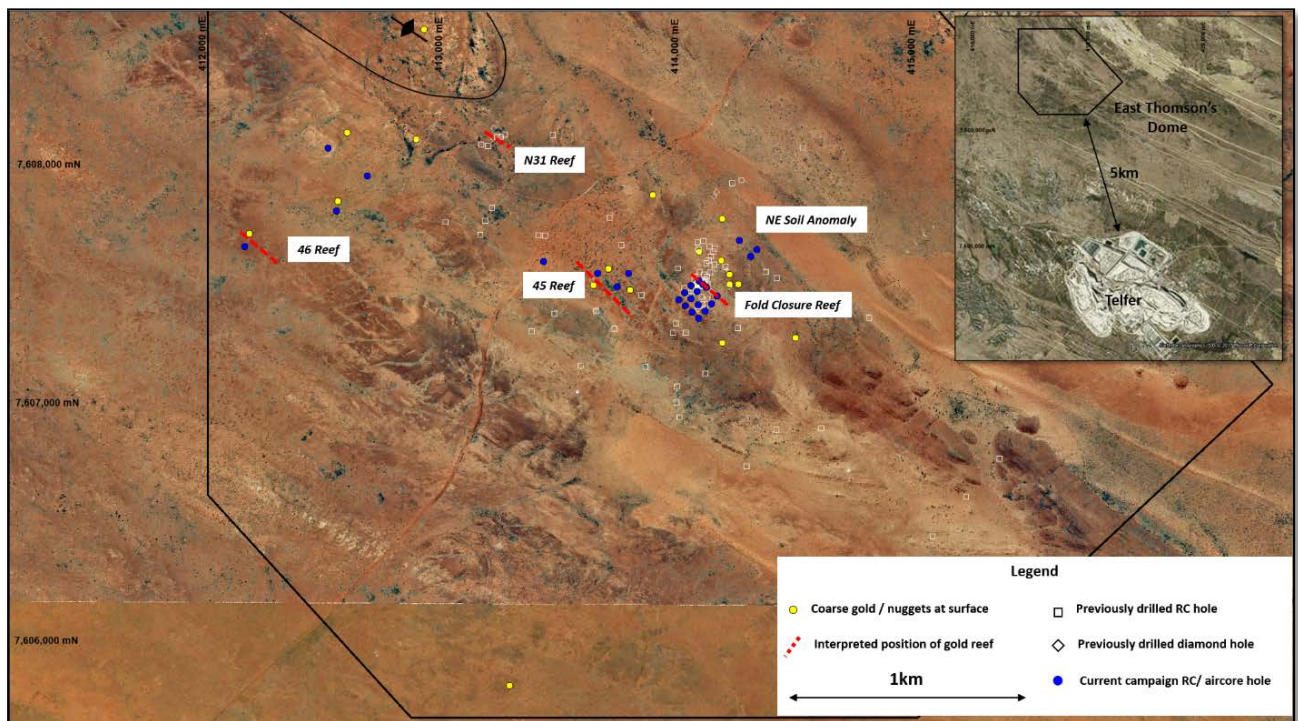 412,000 mE
413,000 mE
414,000 mE
415,000 mE
East Thomson's
Dome
5km
Telfer
7,608,000 mN
N31 Reef
46 Reef
NE Soil Anomaly
45 Reef
Fold Closure Reef
7,607,000 mN
7,606,000 mN
Legend
Coarse gold / nuggets at surface
Previously drilled RC hole
Interpreted position of gold reef
Previously drilled diamond hole
1km
Current campaign RC/ aircore hole